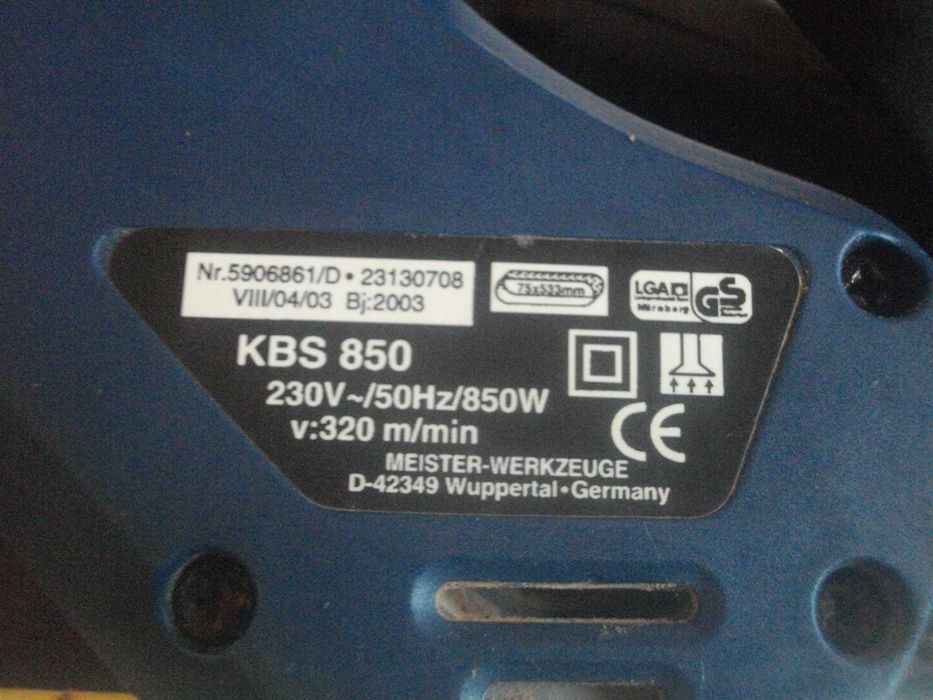 Nr.5906861/D • 23130708
VIII/04/03 Bj:2003
75x533mm
LGA
Nürnberg
GS
KBS 850
230V~/50Hz/850W
v:320 m/min
CE
MEISTER-WERKZEUGE
D-42349 Wuppertal•Germany